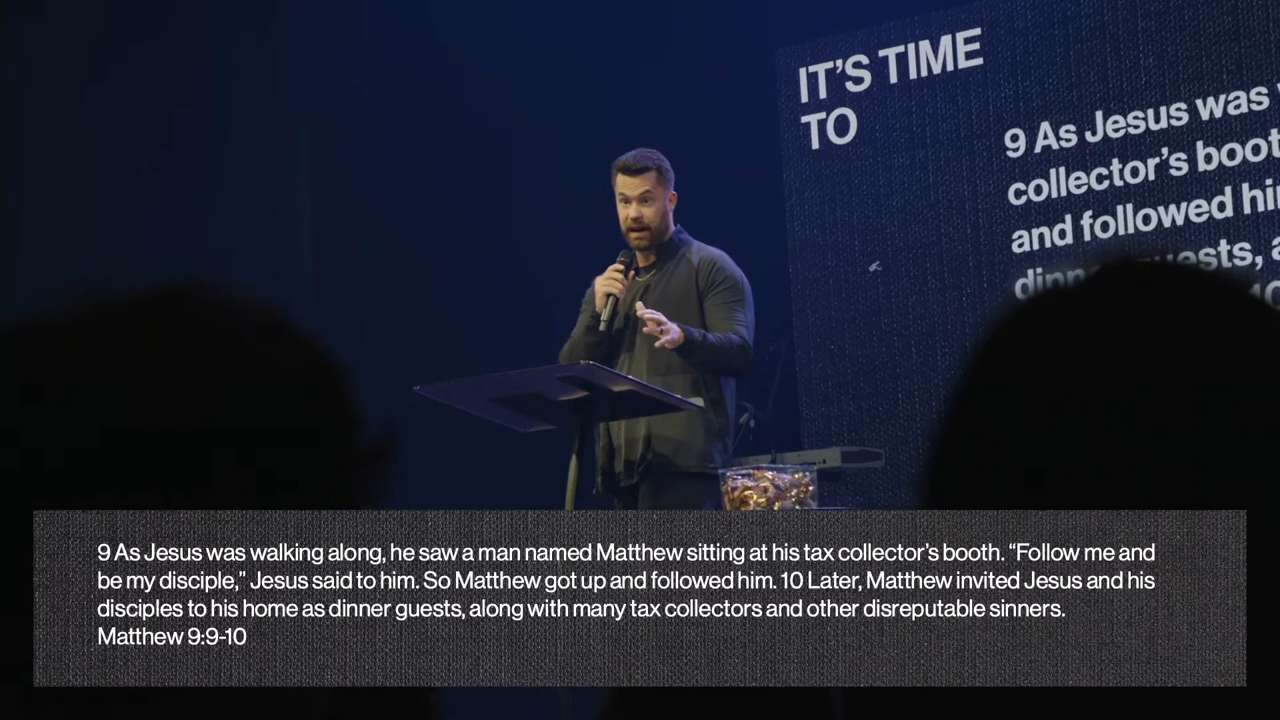 IT'S TIME
TO
9 As Jesus was
collector's
and followed
9 As Jesus was walking along, he saw a man named Matthew sitting at his tax collector's booth. “Follow me and
be my disciple,” Jesus said to him. So Matthew got up and followed him. 10 Later, Matthew invited Jesus and his
disciples to his home as dinner guests, along with many tax collectors and other disreputable sinners.
Matthew 9:9-10